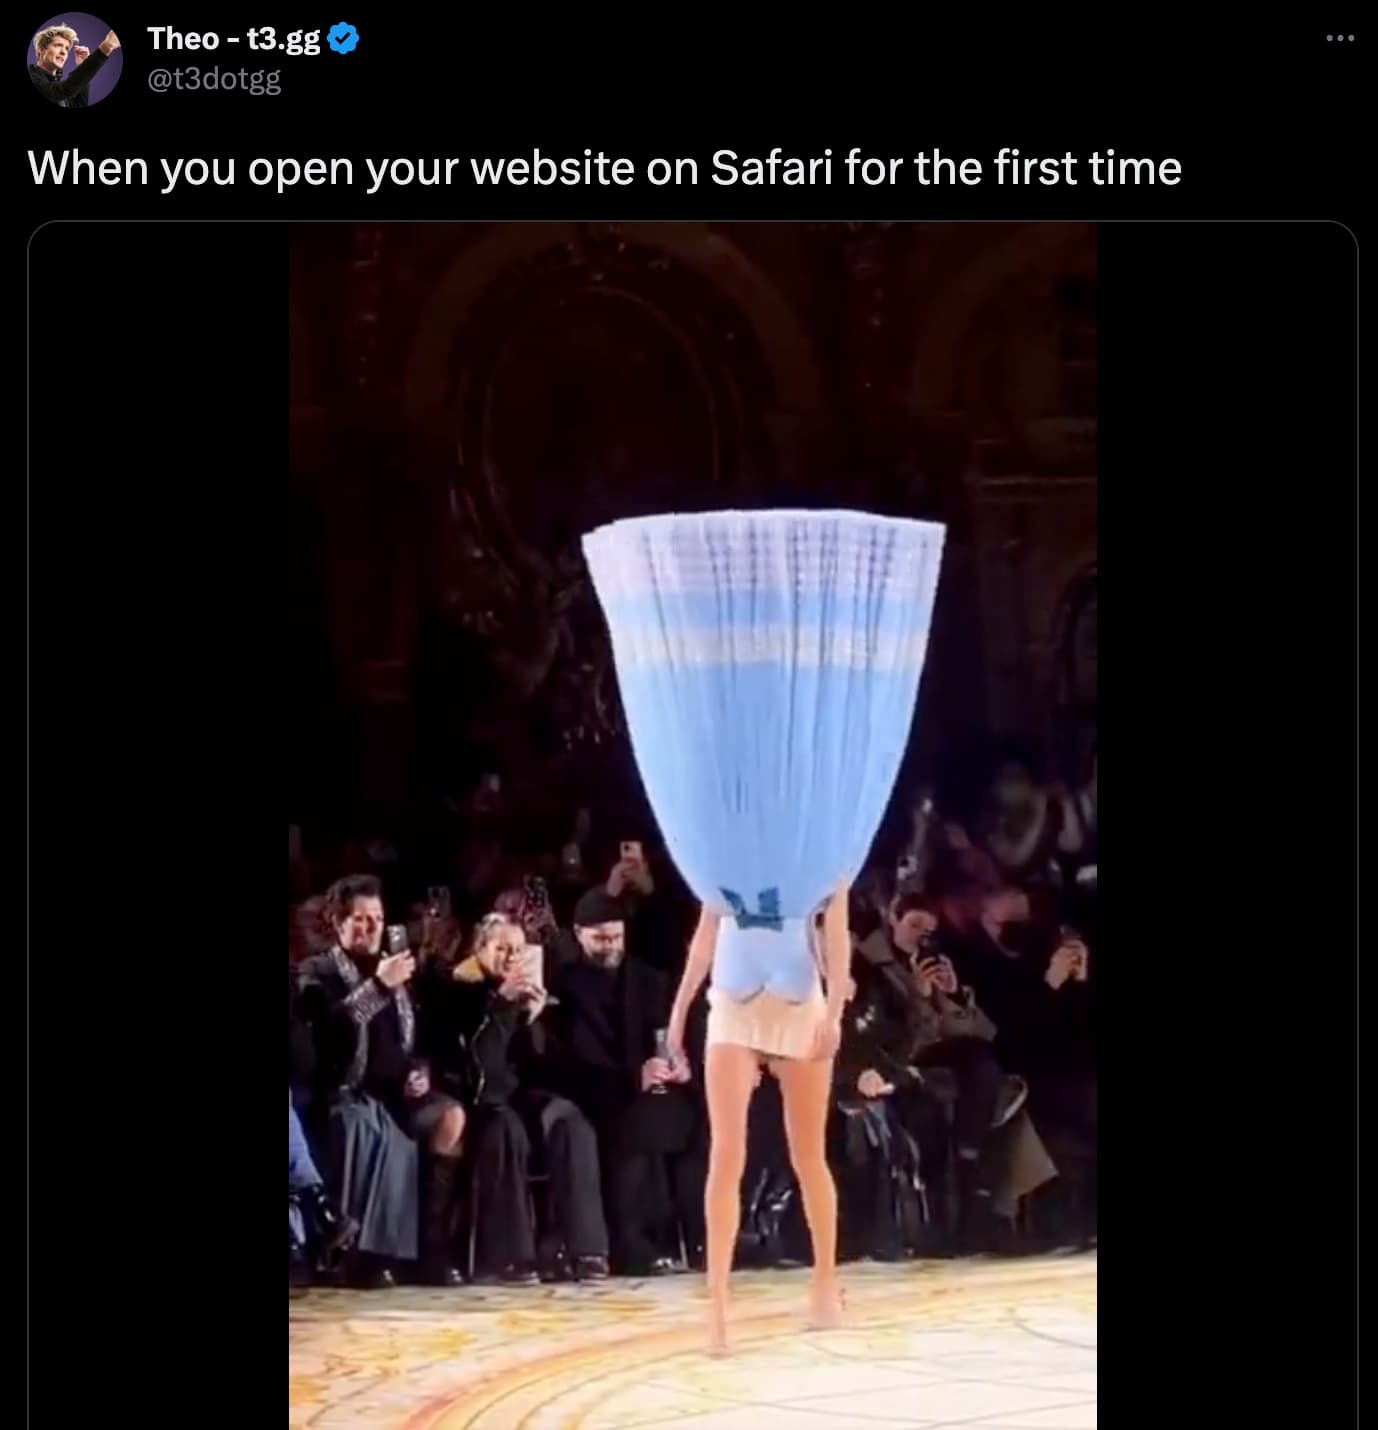 Theo - t3.gg
@t3dotgg
When you open your website on Safari for the first time